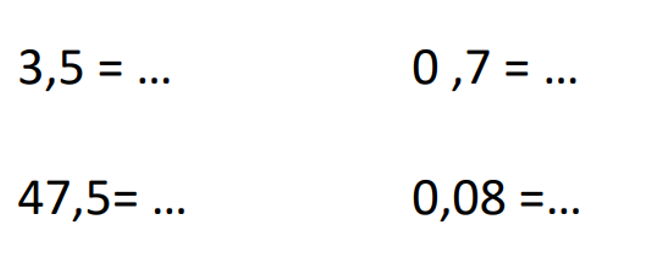 3,5 = ... 0 ,7 = ...
47,5= ... 0,08 =...